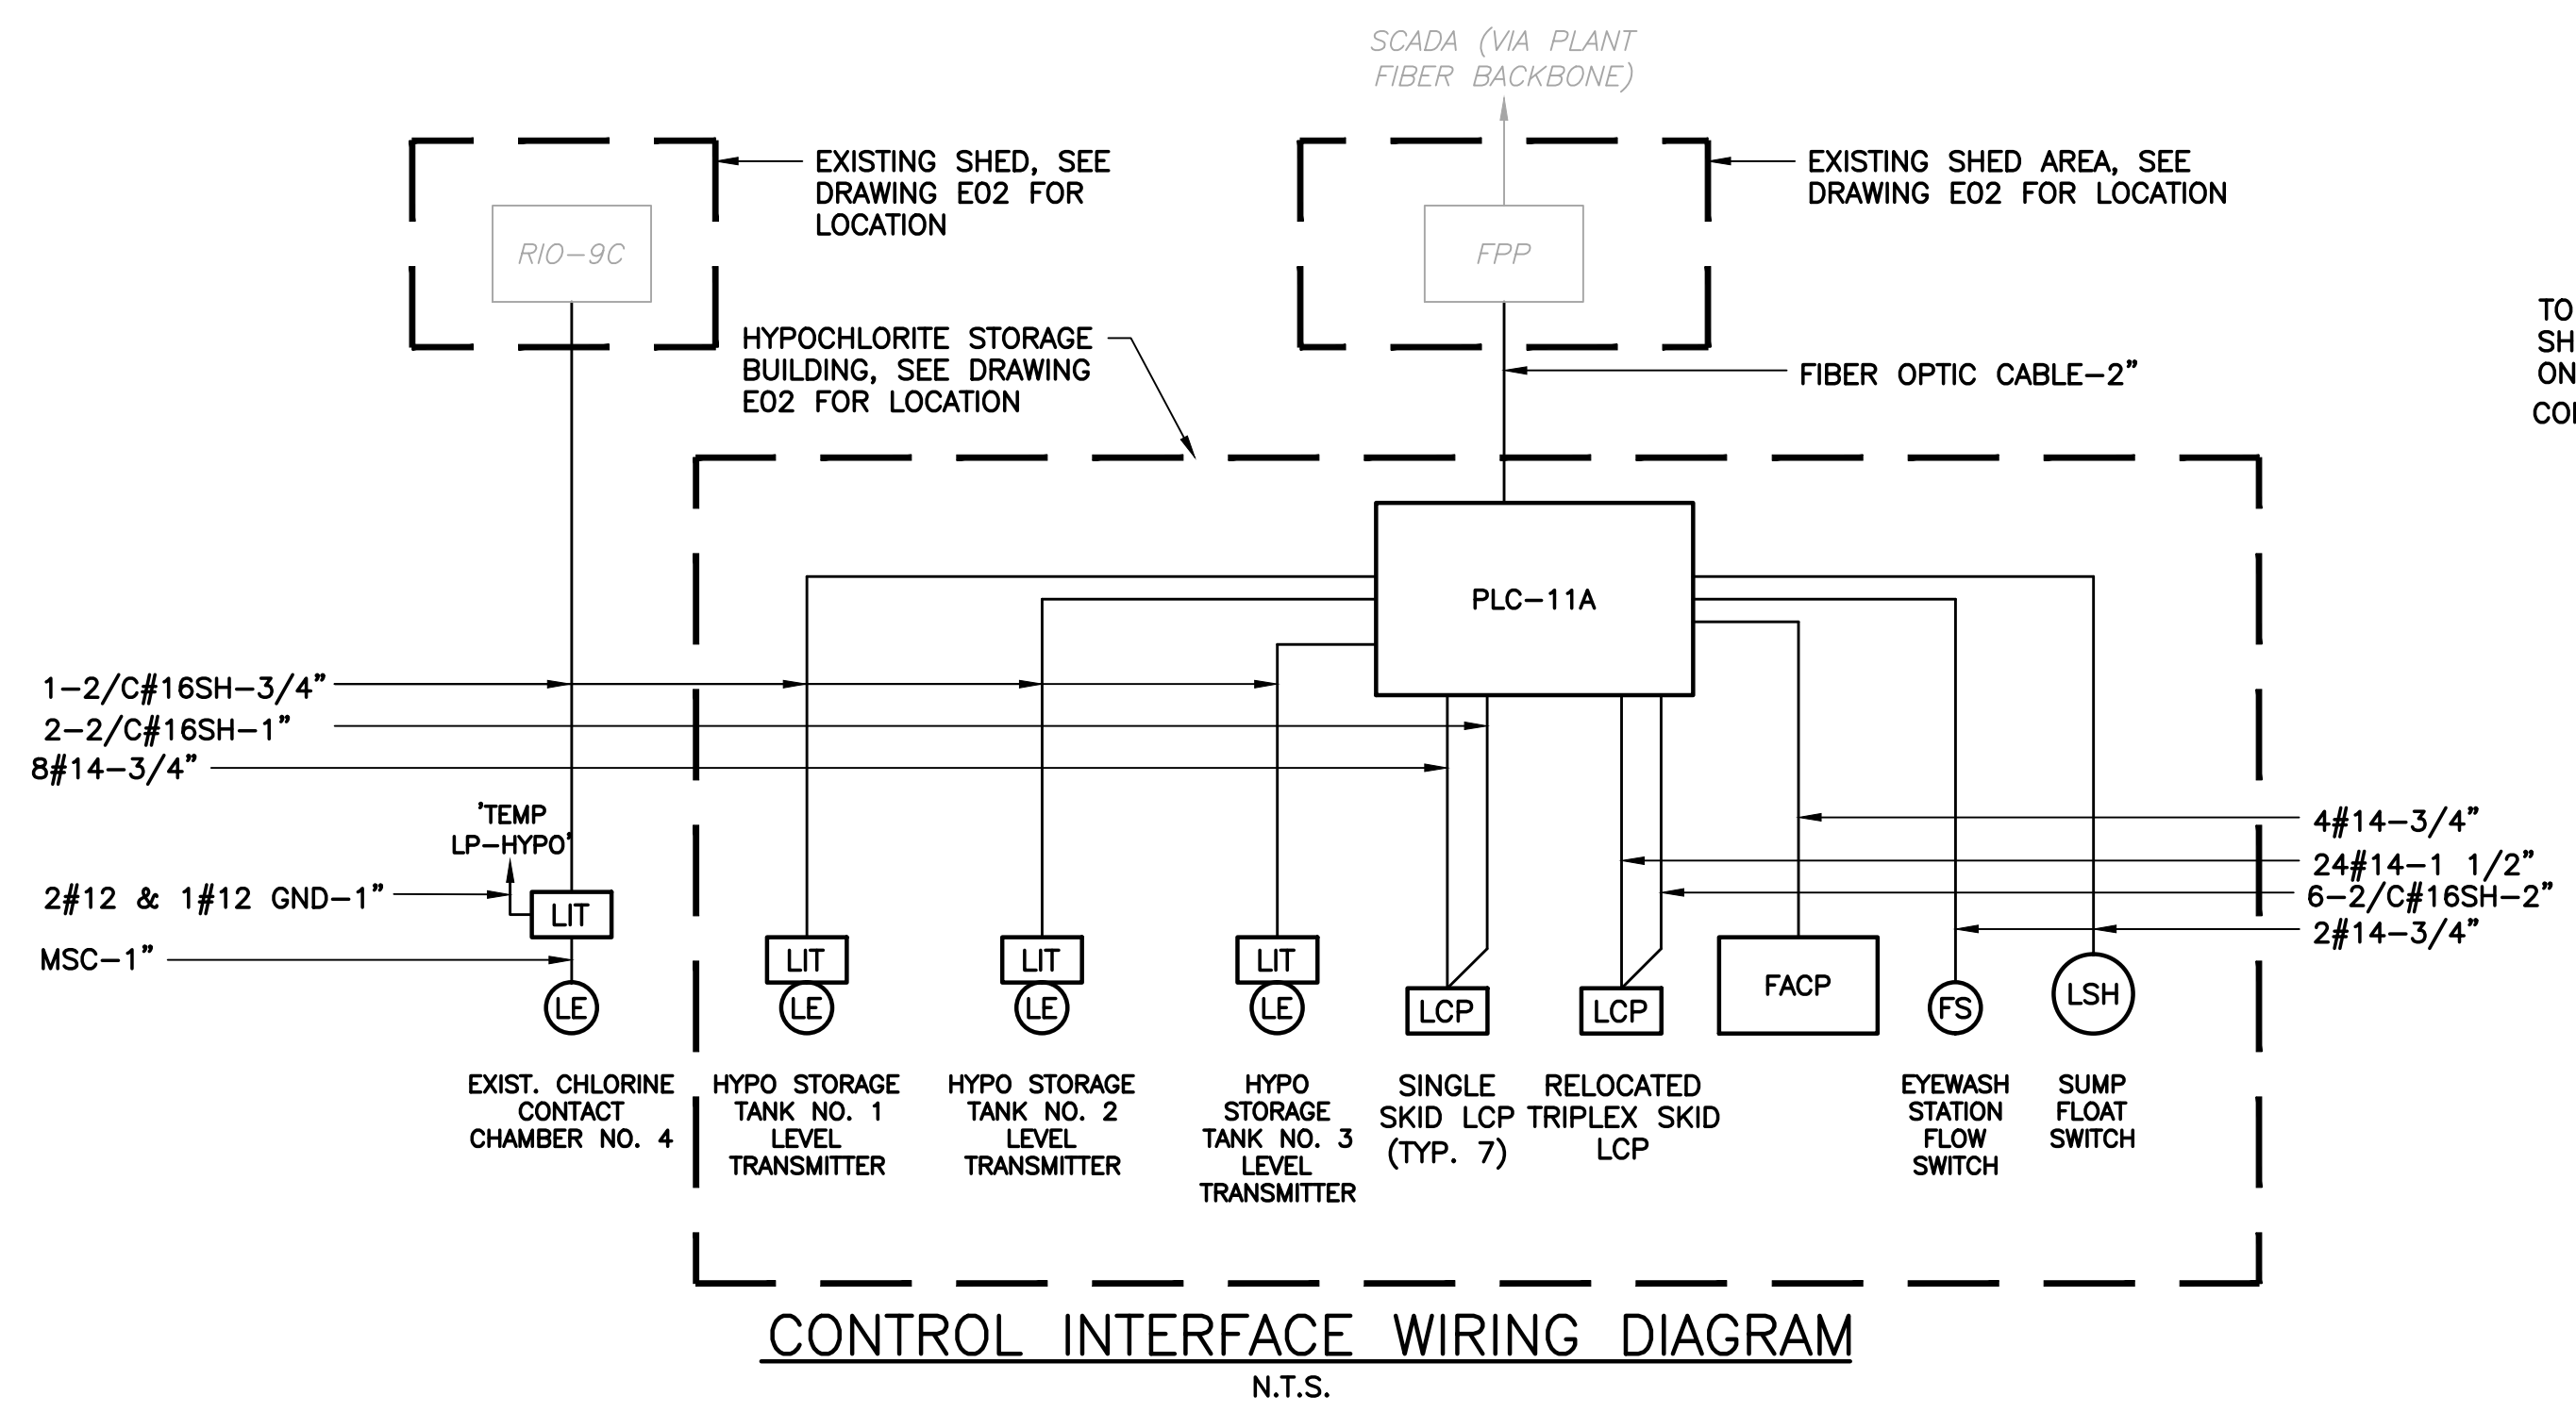 SCADA (VIA PLANT
FIBER BACKBONE)
EXISTING SHED, SEE
DRAWING E02 FOR
LOCATION
EXISTING SHED AREA, SEE
DRAWING E02 FOR LOCATION
RIO-9C
FPP
HYPOCHLORITE STORAGE
BUILDING, SEE DRAWING
E02 FOR LOCATION
FIBER OPTIC CABLE-2"
TO
SH
ON
PLC-11A
1-2/C#16SH-3/4"
2-2/C#16SH-1"
8#14-3/4"
'TEMP
LP-HYPO'
2#12 & 1#12 GND-1"
MSC-1"
4#14-3/4"
24#14-1 1/2"
6-2/C#16SH-2"
2#14-3/4"
LIT
LE
LIT
LE
LIT
LE
LIT
LE
LCP
LCP
FACP
FS
LSH
EXIST. CHLORINE
CONTACT
CHAMBER NO. 4
HYPO STORAGE
TANK NO. 1
LEVEL
TRANSMITTER
HYPO STORAGE
TANK NO. 2
LEVEL
TRANSMITTER
HYPO
STORAGE
TANK NO. 3
LEVEL
TRANSMITTER
SINGLE
SKID LCP
(TYP. 7)
RELOCATED
TRIPLEX SKID
LCP
EYEWASH
STATION
FLOW
SWITCH
SUMP
FLOAT
SWITCH
CONTROL INTERFACE WIRING DIAGRAM
N.T.S.